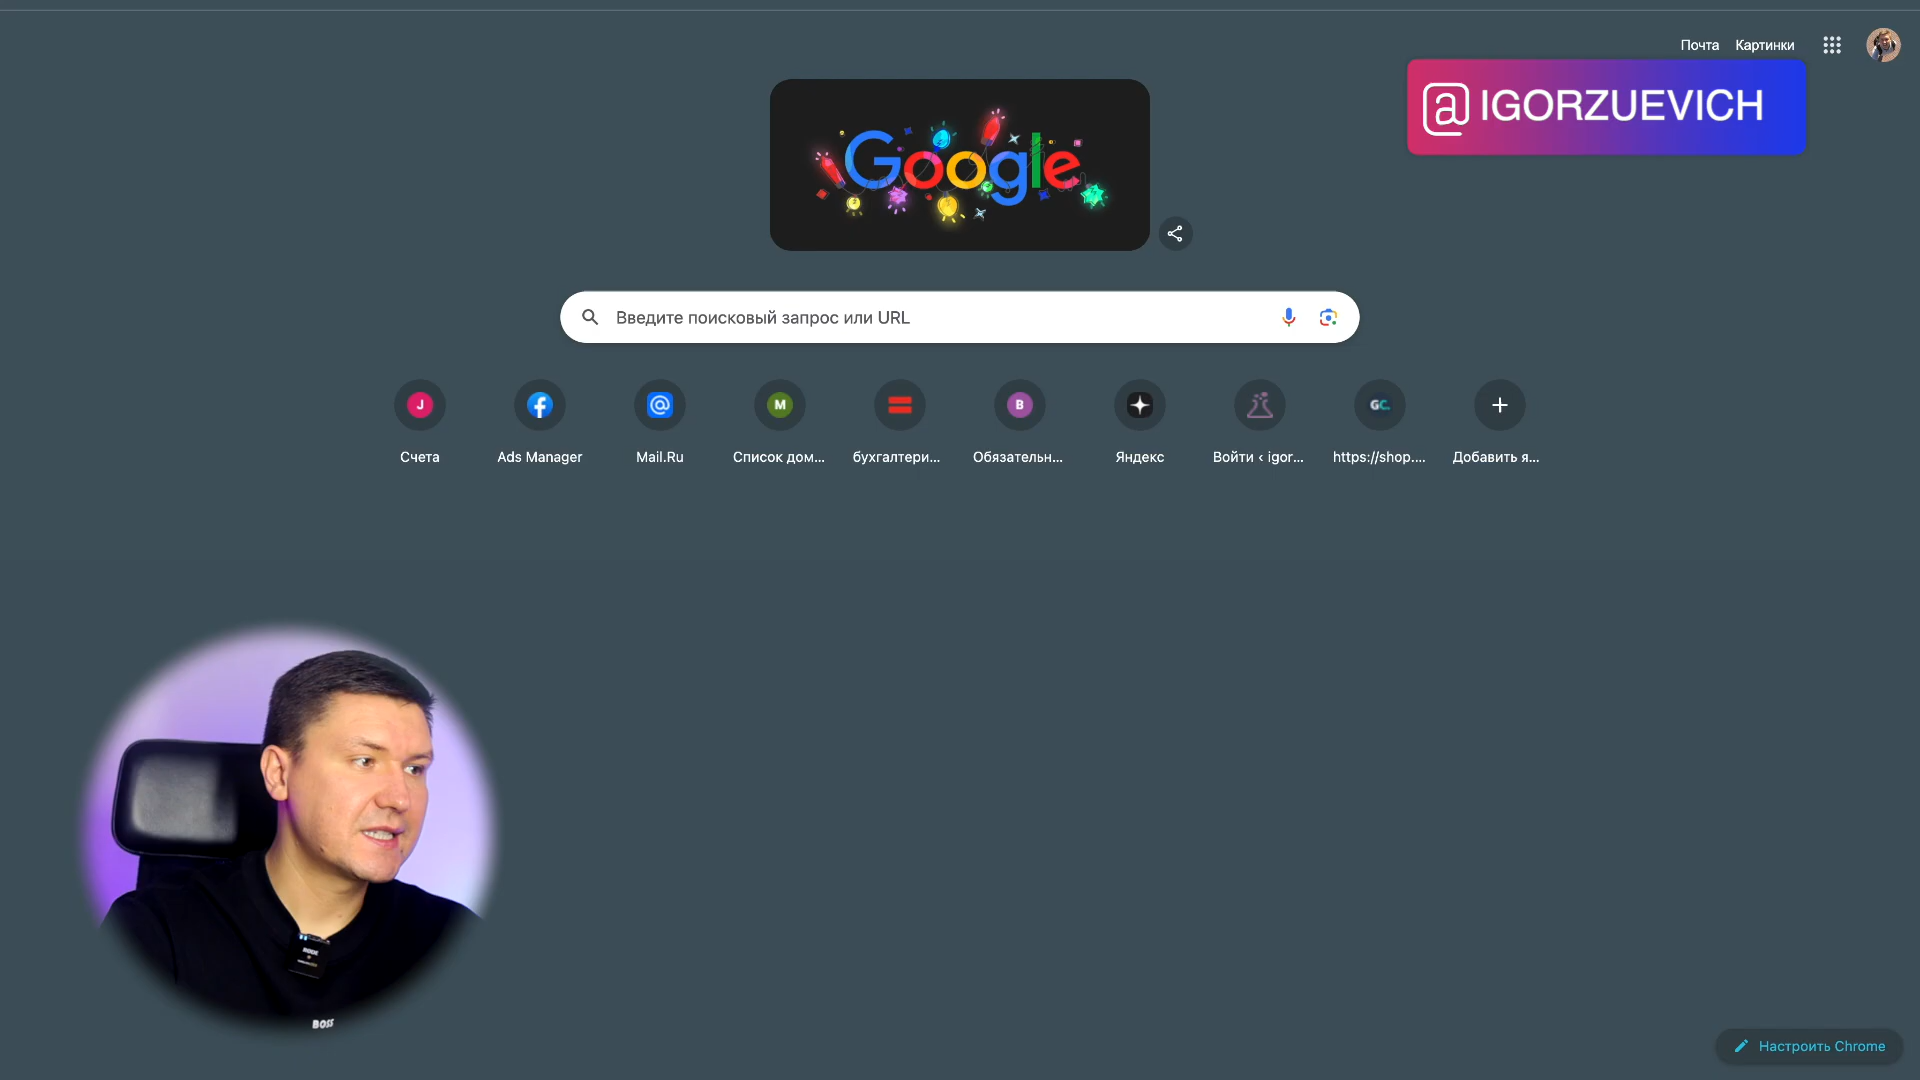 Почта Картинки
@IGORZUEVICH
Google
Введите поисковый запрос или URL
J
M
B
GC
Счета
Ads Manager
Mail.Ru
Список дом...
бухгалтери...
Обязательн...
Яндекс
Войти ‹ igor...
https://shop....
Добавить я...
RODE
BOSS
Настроить Chrome